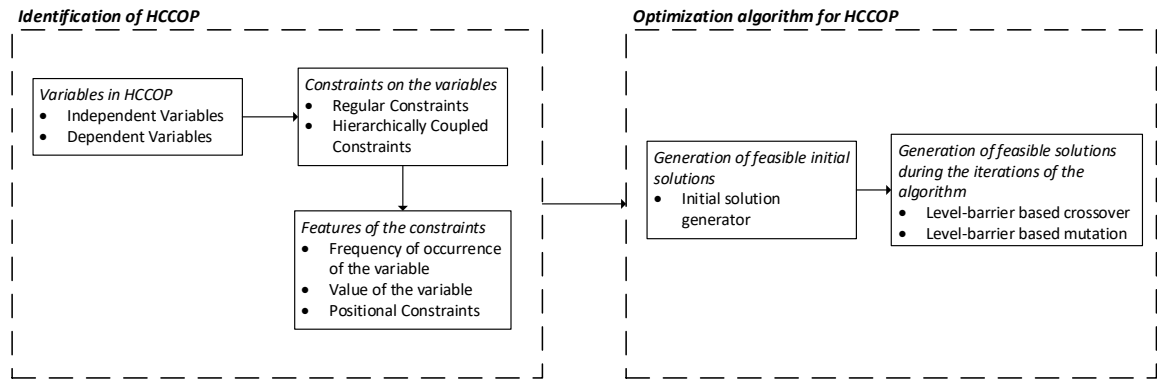 Identification of HCCOP
Variables in HCCOP
• Independent Variables
• Dependent Variables
Constraints on the variables
• Regular Constraints
• Hierarchically Coupled
Constraints
Features of the constraints
• Frequency of occurrence
of the variable
• Value of the variable
• Positional Constraints
Optimization algorithm for HCCOP
Generation of feasible initial
solutions
• Initial solution
generator
Generation of feasible solutions
during the iterations of the
algorithm
• Level-barrier based crossover
• Level-barrier based mutation